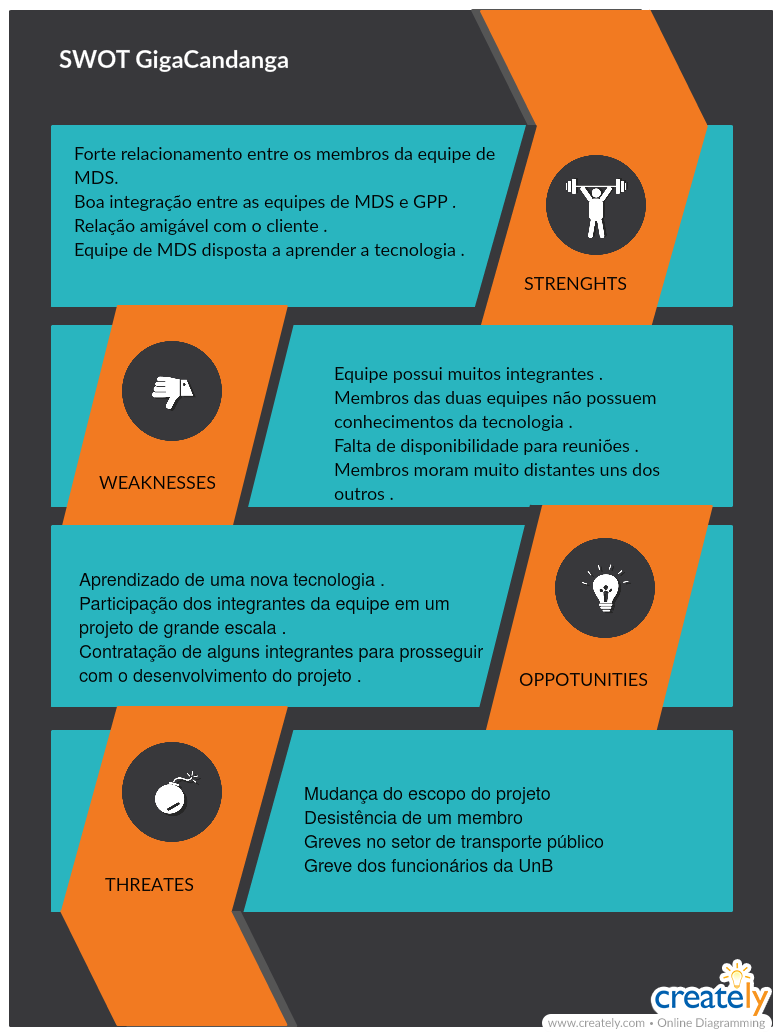 SWOT GigaCandanga
Forte relacionamento entre os membros da equipe de
MDS.
Boa integração entre as equipes de MDS e GPP .
Relação amigável com o cliente .
Equipe de MDS disposta a aprender a tecnologia .
STRENGHTS
WEAKNESSES
Equipe possui muitos integrantes .
Membros das duas equipes não possuem
conhecimentos da tecnologia .
Falta de disponibilidade para reuniões .
Membros moram muito distantes uns dos
outros .
Aprendizado de uma nova tecnologia .
Participação dos integrantes da equipe em um
projeto de grande escala .
Contratação de alguns integrantes para prosseguir
com o desenvolvimento do projeto .
OPPOTUNITIES
THREATES
Mudança do escopo do projeto
Desistência de um membro
Greves no setor de transporte público
Greve dos funcionários da UnB
creately
www.creately.com • Online Diagramming